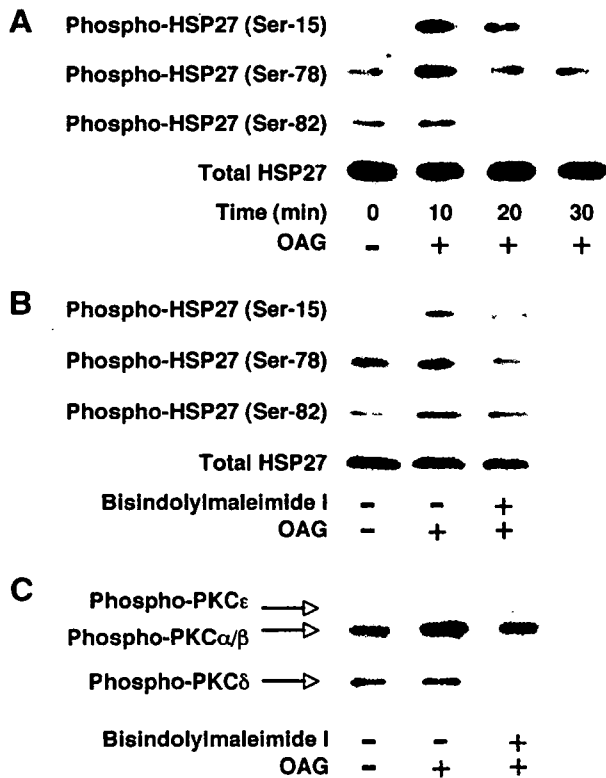 A
Phospho-HSP27 (Ser-15)
Phospho-HSP27 (Ser-78)
Phospho-HSP27 (Ser-82)
Total HSP27
Time (min) 0 10 20 30
OAG - + + +
B
Phospho-HSP27 (Ser-15)
Phospho-HSP27 (Ser-78)
Phospho-HSP27 (Ser-82)
Total HSP27
Bisindolylmaleimide I - - +
OAG - + +
C
Phospho-PKCε
Phospho-PKCα/β
Phospho-PKCδ
Bisindolylmaleimide I - - +
OAG - + +